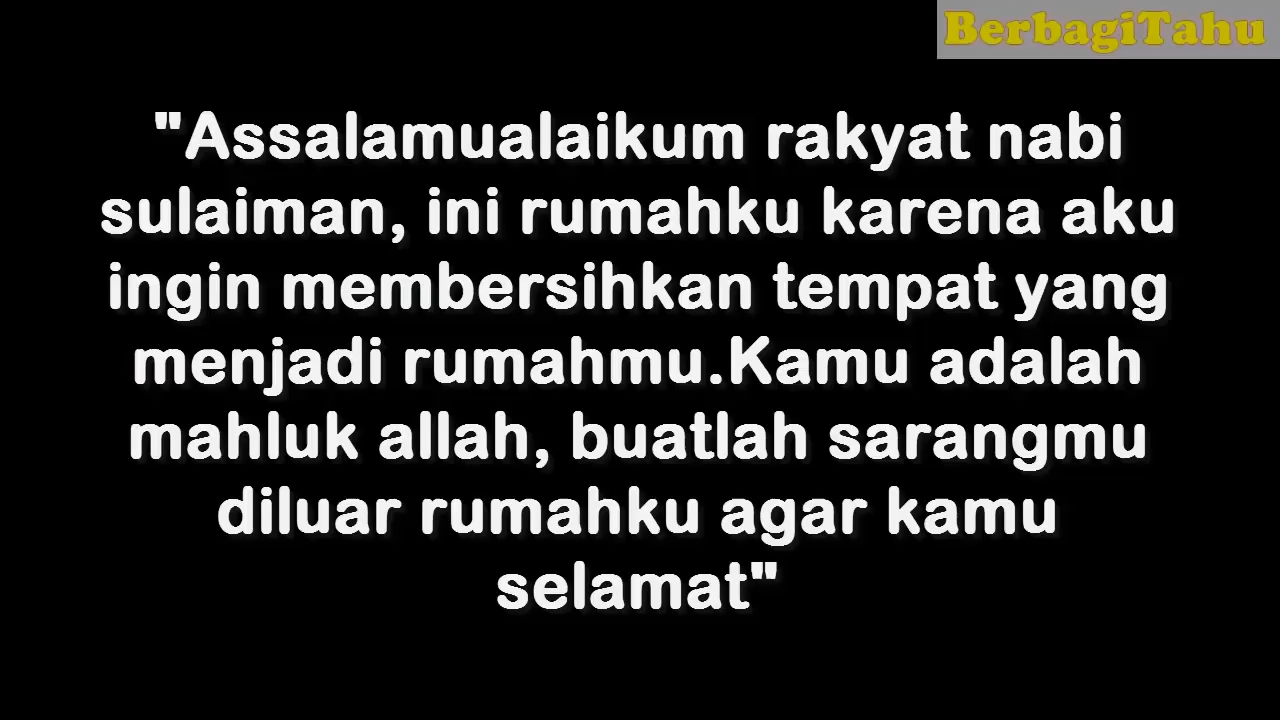 BerbagiTahu
"Assalamualaikum rakyat nabi
sulaiman, ini rumahku karena aku
ingin membersihkan tempat yang
menjadi rumahmu.Kamu adalah
mahluk allah, buatlah sarangmu
diluar rumahku agar kamu
selamat"